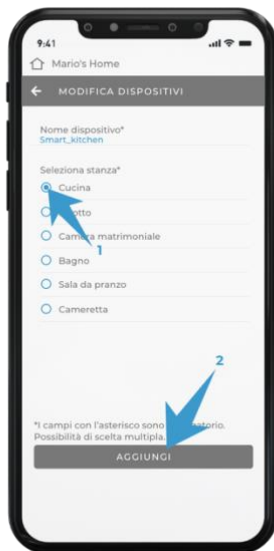 9:41
Mario's Home
MODIFICA DISPOSITIVI
Nome dispositivo*
Smart_kitchen
Seleziona stanza*
Cucina
1
Camera matrimoniale
Bagno
Sala da pranzo
Cameretta
2
*I campi con l'asterisco sono
Possibilità di scelta multipla.
AGGIUNGI